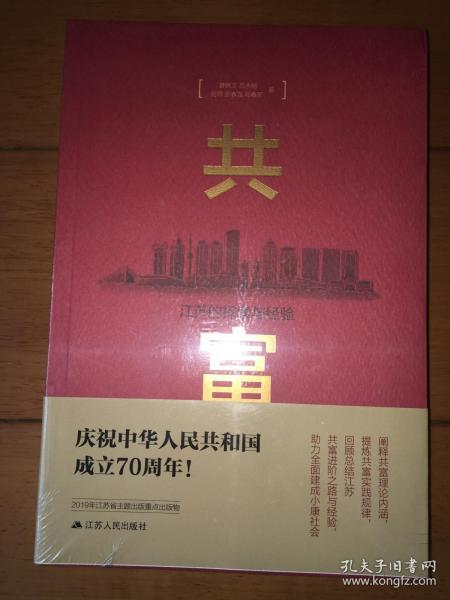 共
富
江苏的探索与经验
庆祝中华人民共和国
成立70周年!
2019年江苏省主题出版重点出版物
江苏人民出版社
阐释共富理论内涵,
提炼共富实践规律,
回顾总结江苏
共富进阶之路与经验,
助力全面建成小康社会
孔夫子旧书网
www.kongfz.com